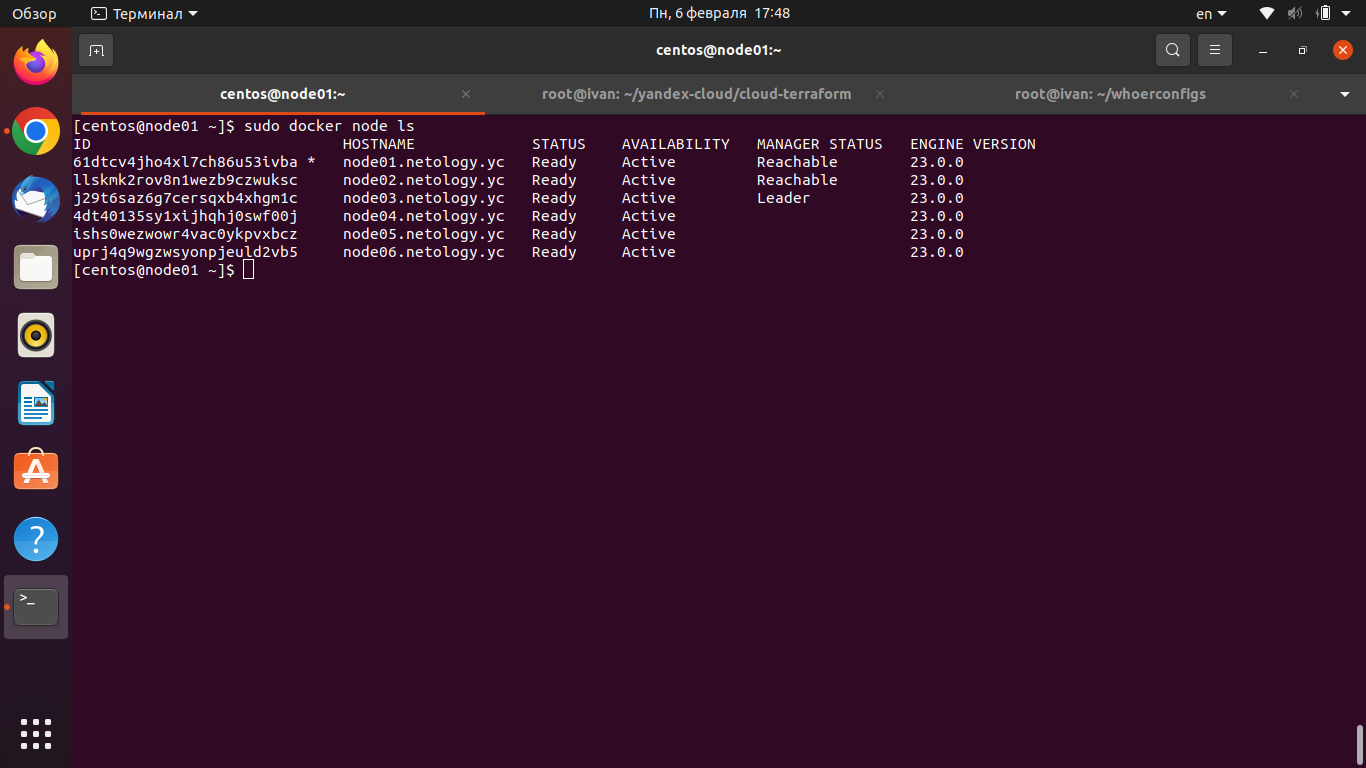 Обзор Терминал Пн, 6 февраля 17:48 en
centos@node01:~
centos@node01:~ root@ivan: ~/yandex-cloud/cloud-terraform root@ivan: ~/whoerconfigs
[centos@node01 ~]$ sudo docker node ls
ID HOSTNAME STATUS AVAILABILITY MANAGER STATUS ENGINE VERSION
61dtcv4jho4xl7ch86u53ivba * node01.netology.yc Ready Active Reachable 23.0.0
llskmk2rov8n1wezb9czwuksc node02.netology.yc Ready Active Reachable 23.0.0
j29t6saz6g7cersqxb4xhgm1c node03.netology.yc Ready Active Leader 23.0.0
4dt40135sy1xijhqhj0swf00j node04.netology.yc Ready Active 23.0.0
ishs0wezwowr4vac0ykpvxbcz node05.netology.yc Ready Active 23.0.0
uprj4q9wgzwsyonpjeuld2vb5 node06.netology.yc Ready Active 23.0.0
[centos@node01 ~]$